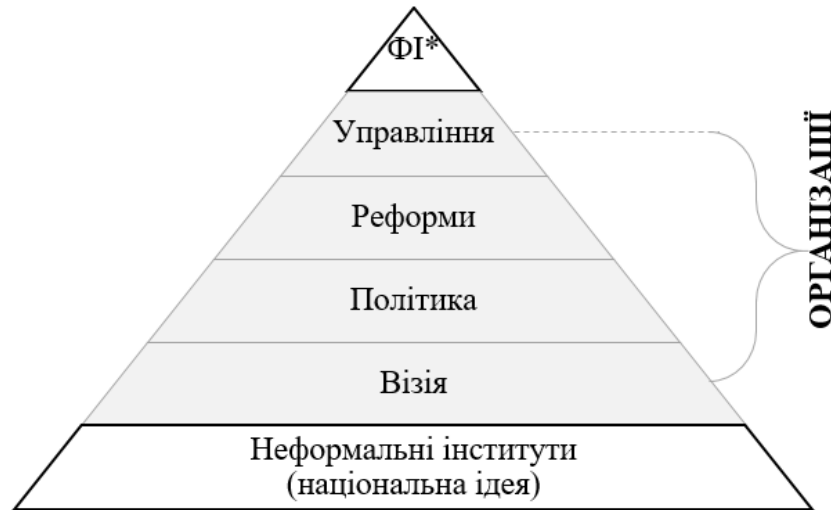 ФІ*
Управління
Реформи
Політика
Візія
Неформальні інститути
(національна ідея)
ОРГАНІЗАЦІЇ